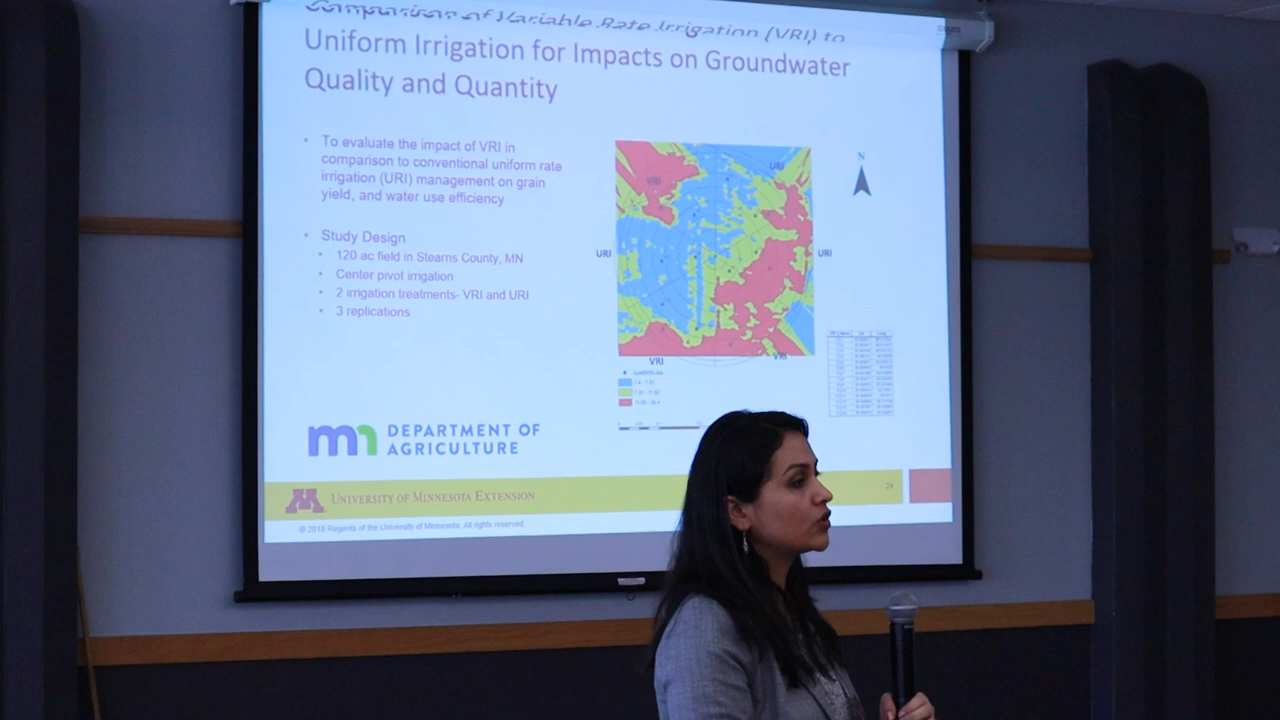 Comparison of Variable Rate Irrigation (VRI) to
Uniform Irrigation for Impacts on Groundwater
Quality and Quantity
• To evaluate the impact of VRI in
comparison to conventional uniform rate
irrigation (URI) management on grain
yield, and water use efficiency
• Study Design
• 120 ac field in Stearns County, MN
• Center pivot irrigation
• 2 irrigation treatments- VRI and URI
• 3 replications
N
URI
VRI
URI
URI
VRI
VRI
DEPARTMENT OF
AGRICULTURE
UNIVERSITY OF MINNESOTA EXTENSION
24
© 2018 Regents of the University of Minnesota. All rights reserved.